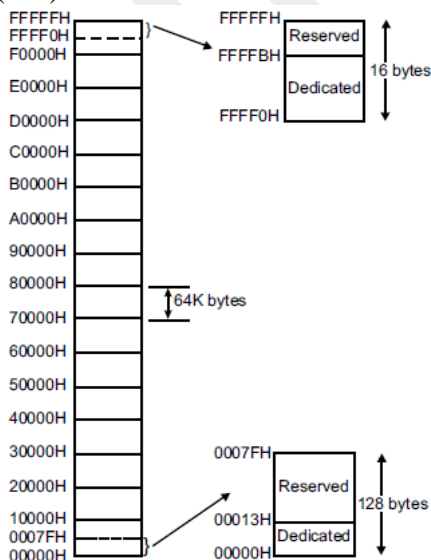 FFFFFH
FFFF0H
F0000H
E0000H
D0000H
C0000H
B0000H
A0000H
90000H
80000H
70000H
60000H
50000H
40000H
30000H
20000H
10000H
0007FH
00000H
64K bytes
FFFFFH
Reserved
FFFFBH
Dedicated
FFFF0H
16 bytes
0007FH
Reserved
00013H
Dedicated
00000H
128 bytes